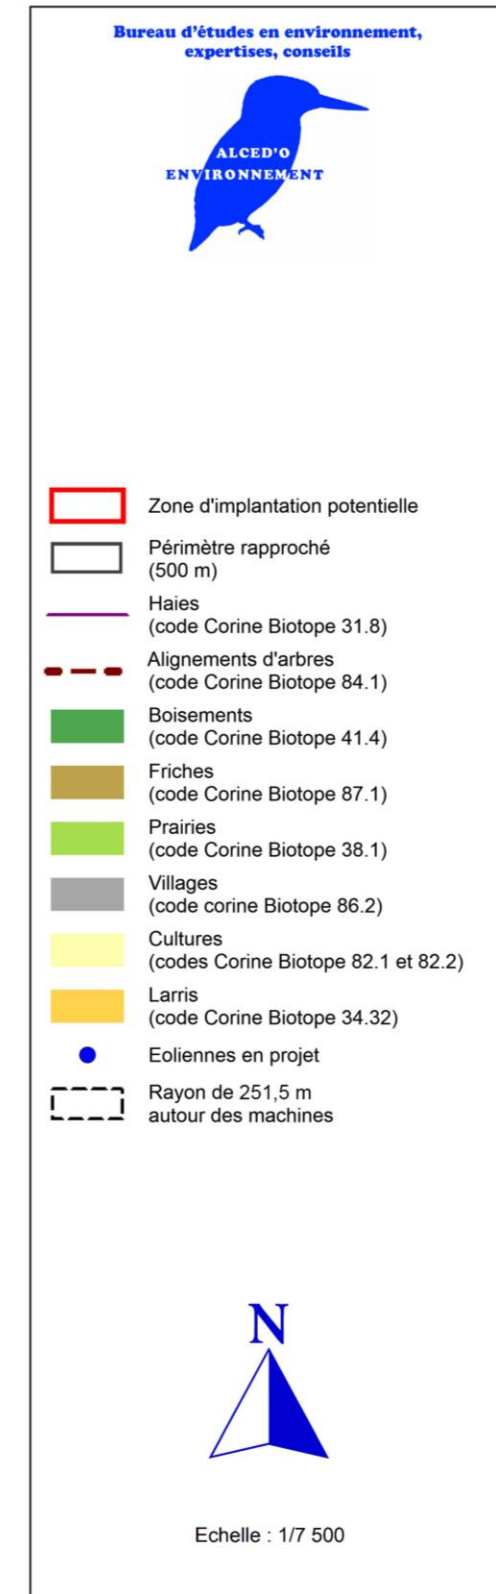 Bureau d'études en environnement,
expertises, conseils
ALCED'O
ENVIRONNEMENT
Zone d'implantation potentielle
Périmètre rapproché
(500 m)
Haies
(code Corine Biotope 31.8)
Alignements d'arbres
(code Corine Biotope 84.1)
Boisements
(code Corine Biotope 41.4)
Friches
(code Corine Biotope 87.1)
Prairies
(code Corine Biotope 38.1)
Villages
(code corine Biotope 86.2)
Cultures
(codes Corine Biotope 82.1 et 82.2)
Larris
(code Corine Biotope 34.32)
Eoliennes en projet
Rayon de 251,5 m
autour des machines
N
Echelle : 1/7 500